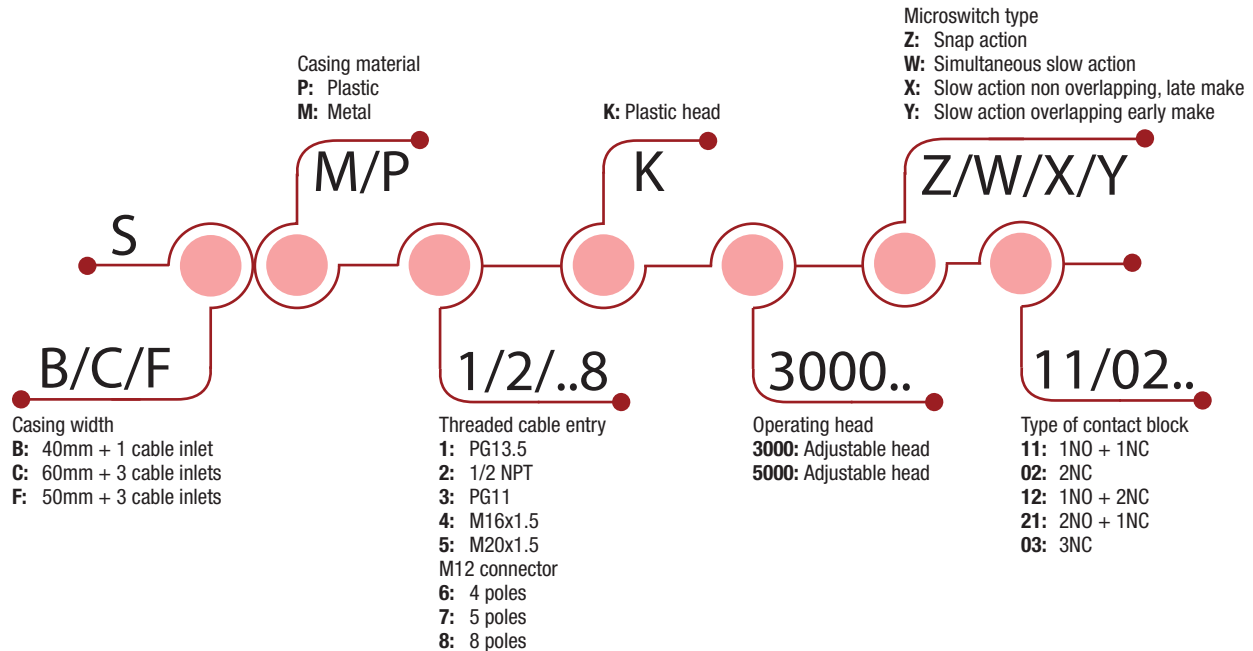 Microswitch type
Z: Snap action
W: Simultaneous slow action
X: Slow action non overlapping, late make
Y: Slow action overlapping early make
Casing material
P: Plastic
M: Metal
K: Plastic head
M/P
K
Z/W/X/Y
S
B/C/F
1/2/..8
3000..
11/02..
Casing width
B: 40mm + 1 cable inlet
C: 60mm + 3 cable inlets
F: 50mm + 3 cable inlets
Threaded cable entry
1: PG13.5
2: 1/2 NPT
3: PG11
4: M16x1.5
5: M20x1.5
M12 connector
6: 4 poles
7: 5 poles
8: 8 poles
Operating head
3000: Adjustable head
5000: Adjustable head
Type of contact block
11: 1NO + 1NC
02: 2NC
12: 1NO + 2NC
21: 2NO + 1NC
03: 3NC